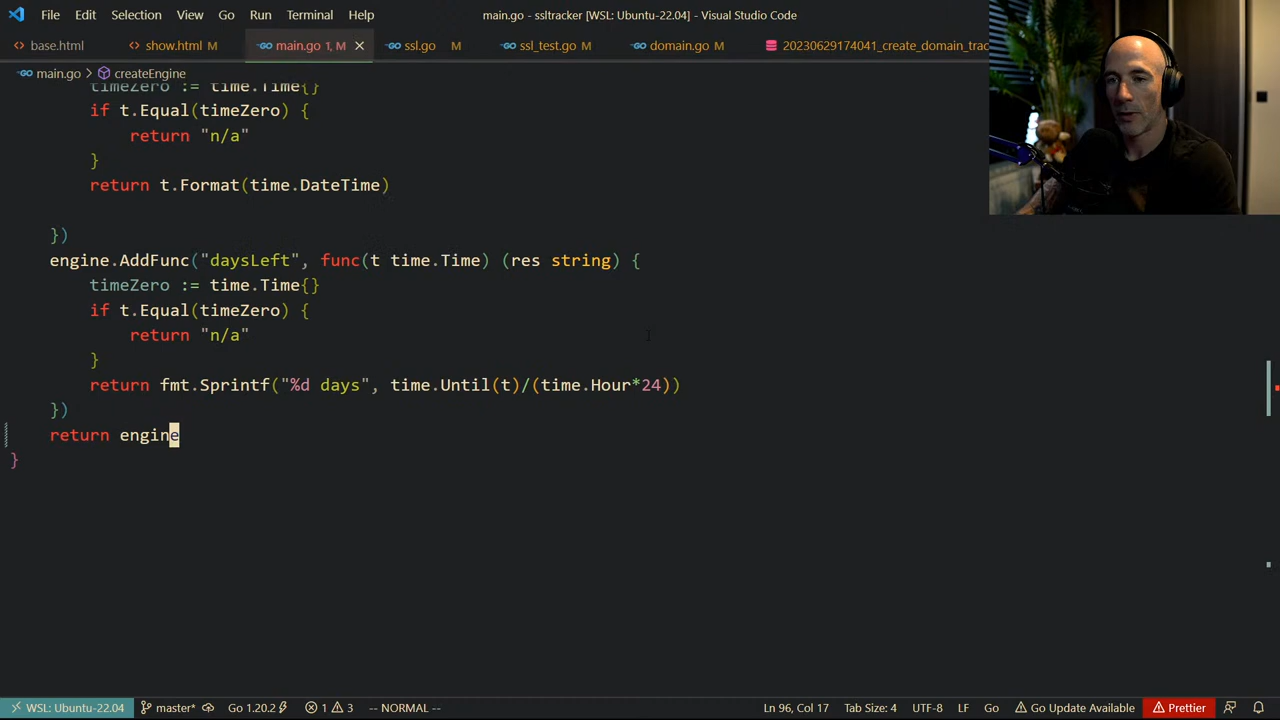 File Edit Selection View Go Run Terminal Help main.go - ssltracker [WSL: Ubuntu-22.04] - Visual Studio Code
base.html show.html M main.go 1, M ssl.go M ssl_test.go M domain.go M 20230629174041_create_domain_trac
main.go > createEngine
timeZero := time.Time{}
if t.Equal(timeZero) {
return "n/a"
}
return t.Format(time.DateTime)
})
engine.AddFunc("daysLeft", func(t time.Time) (res string) {
timeZero := time.Time{}
if t.Equal(timeZero) {
return "n/a"
}
return fmt.Sprintf("%d days", time.Until(t)/(time.Hour*24))
})
return engine
}
WSL: Ubuntu-22.04 master* Go 1.20.2 1 3 -- NORMAL -- Ln 96, Col 17 Tab Size: 4 UTF-8 LF Go Go Update Available Prettier